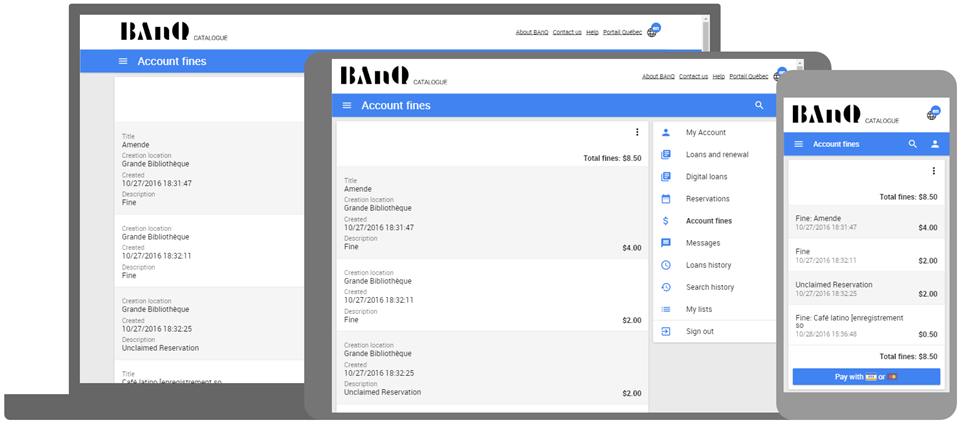 BAnQ CATALOGUE
About BAnQ Contact us Help Portail Québec
en
Account fines
Title
Amende
Creation location
Grande Bibliothèque
Created
10/27/2016 18:31:47
Description
Fine
Creation location
Grande Bibliothèque
Created
10/27/2016 18:32:11
Description
Fine
Creation location
Grande Bibliothèque
Created
10/27/2016 18:32:25
Description
Unclaimed Reservation
Title
Café latino [enregistrement so
BAnQ CATALOGUE
About BAnQ Contact us Help Portail Québec
Account fines
Total fines: $8.50
Title
Amende
Creation location
Grande Bibliothèque
Created
10/27/2016 18:31:47
Description
Fine $4.00
Creation location
Grande Bibliothèque
Created
10/27/2016 18:32:11
Description
Fine $2.00
Creation location
Grande Bibliothèque
Created
10/27/2016 18:32:25
Description
Unclaimed Reservation $2.00
My Account
Loans and renewal
Digital loans
Reservations
Account fines
Messages
Loans history
Search history
My lists
Sign out
BAnQ CATALOGUE
en
Account fines
Total fines: $8.50
Fine: Amende
10/27/2016 18:31:47 $4.00
Fine
10/27/2016 18:32:11 $2.00
Unclaimed Reservation
10/27/2016 18:32:25 $2.00
Fine: Café latino [enregistrement
so
10/28/2016 15:36:48 $0.50
Total fines: $8.50
Pay with VISA or